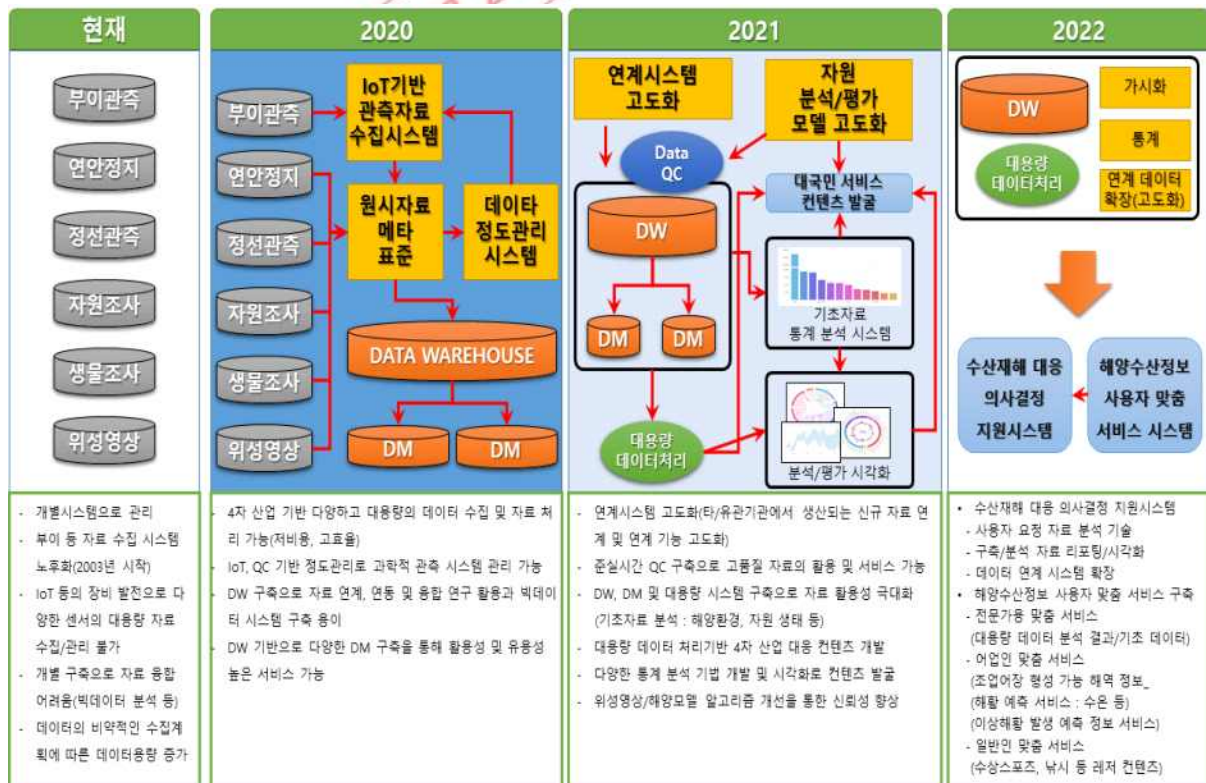 현재
부이관측
연안정지
정선관측
자원조사
생물조사
위성영상
- 개별시스템으로 관리
- 부이 등 자료 수집 시스템
노후화(2003년 시작)
- IoT 등의 장비 발전으로 다
양한 센서의 대용량 자료
수집/관리 불가
- 개별 구축으로 자료 융합
어려움(빅데이터 분석 등)
- 데이터의 비약적인 수집계
획에 따른 데이터용량 증가
2020
부이관측
연안정지
정선관측
자원조사
생물조사
위성영상
IoT기반
관측자료
수집시스템
원시자료
메타
표준
데이타
정도관리
시스템
DATA WAREHOUSE
DM
DM
- 4차 산업 기반 다양하고 대용량의 데이터 수집 및 자료 처
리 가능(저비용, 고효율)
- IoT, QC 기반 정도관리로 과학적 관측 시스템 관리 가능
- DW 구축으로 자료 연계, 연동 및 융합 연구 활용과 빅데이
터 시스템 구축 용이
- DW 기반으로 다양한 DM 구축을 통해 활용성 및 유용성
높은 서비스 가능
2021
연계시스템
고도화
자원
분석/평가
모델 고도화
Data
QC
DW
DM
DM
대용량
데이터처리
대국민 서비스
컨텐츠 발굴
기초자료
통계 분석 시스템
분석/평가 시각화
- 연계시스템 고도화(타/유관기관에서 생산되는 신규 자료 연
계 및 연계 기능 고도화)
- 준실시간 QC 구축으로 고품질 자료의 활용 및 서비스 가능
- DW, DM 및 대용량 시스템 구축으로 자료 활용성 극대화
(기초자료 분석 : 해양환경, 자원 생태 등)
- 대용량 데이터 처리기반 4차 산업 대응 컨텐츠 개발
- 다양한 통계 분석 기법 개발 및 시각화로 컨텐츠 발굴
- 위성영상/해양모델 알고리즘 개선을 통한 신뢰성 향상
2022
DW
대용량
데이터처리
가시화
통계
연계 데이터
확장(고도화)
수산재해 대응
의사결정
지원시스템
해양수산정보
사용자 맞춤
서비스 시스템
• 수산재해 대응 의사결정 지원시스템
- 사용자 요청 자료 분석 기술
- 구축/분석 자료 리포팅/시각화
- 데이터 연계 시스템 확장
• 해양수산정보 사용자 맞춤 서비스 구축
- 전문가용 맞춤 서비스
(대용량 데이터 분석 결과/기초 데이터)
- 어업인 맞춤 서비스
(조업어장 형성 가능 해역 정보_
(해황 예측 서비스 : 수온 등)
(이상해황 발생 예측 정보 서비스)
- 일반인 맞춤 서비스
(수상스포츠, 낚시 등 레저 컨텐츠)